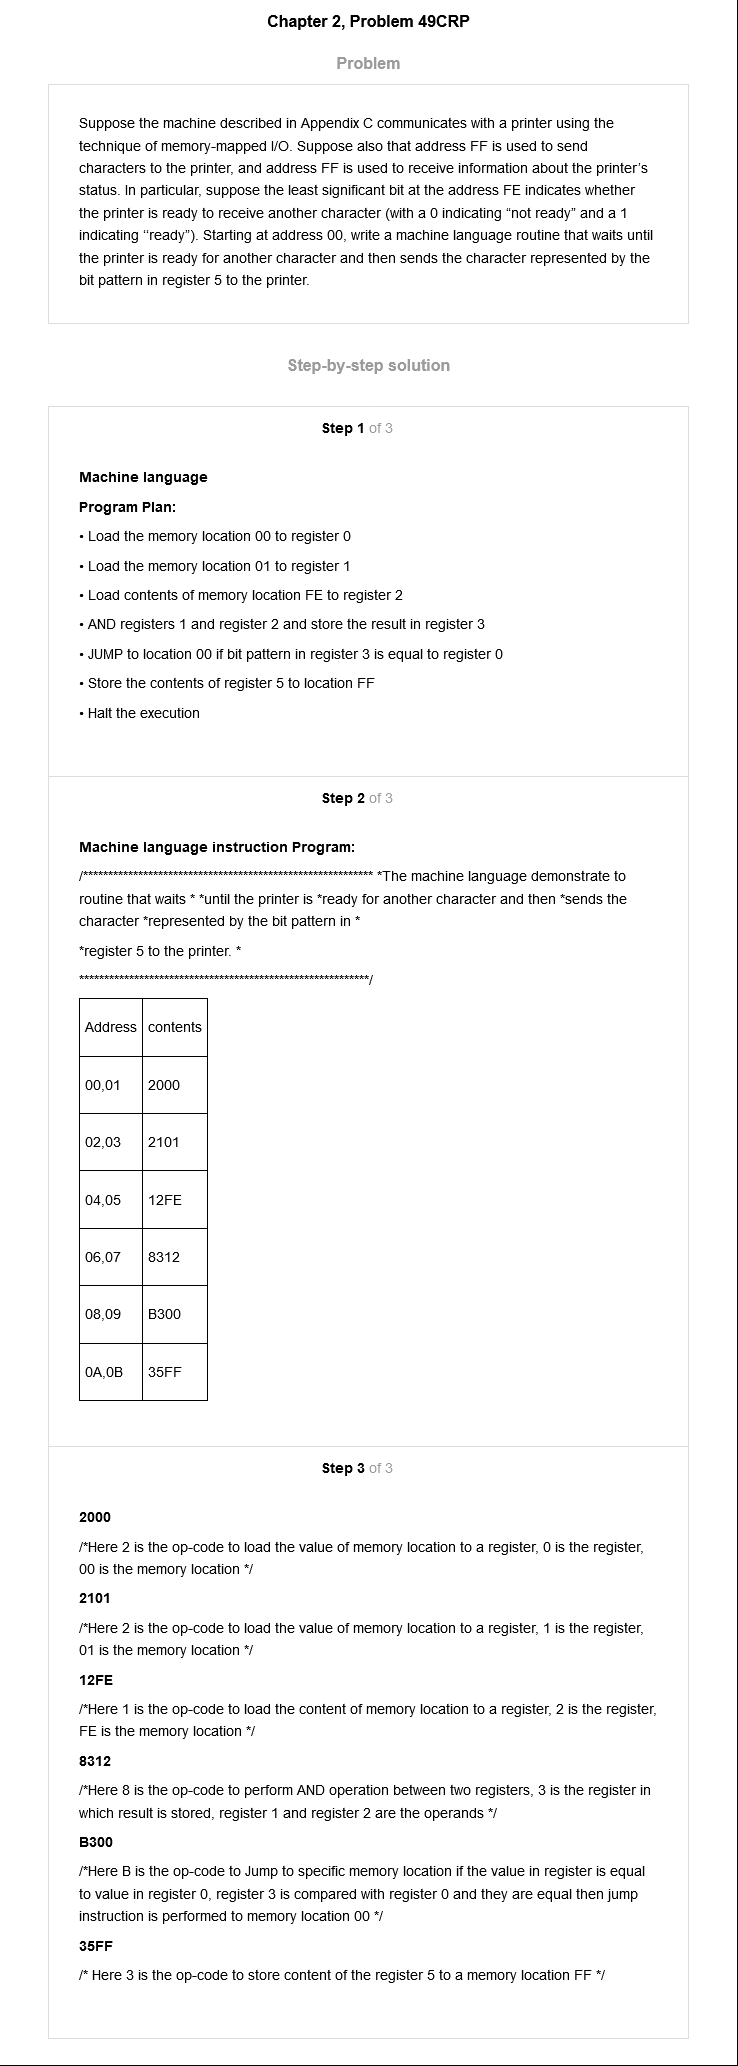 Chapter 2, Problem 49CRP
Problem
Suppose the machine described in Appendix C communicates with a printer using the
technique of memory-mapped I/O. Suppose also that address FF is used to send
characters to the printer, and address FF is used to receive information about the printer's
status. In particular, suppose the least significant bit at the address FE indicates whether
the printer is ready to receive another character (with a 0 indicating “not ready” and a 1
indicating ‘‘ready”). Starting at address 00, write a machine language routine that waits until
the printer is ready for another character and then sends the character represented by the
bit pattern in register 5 to the printer.
Step-by-step solution
Step 1 of 3
Machine language
Program Plan:
• Load the memory location 00 to register 0
• Load the memory location 01 to register 1
• Load contents of memory location FE to register 2
• AND registers 1 and register 2 and store the result in register 3
• JUMP to location 00 if bit pattern in register 3 is equal to register 0
• Store the contents of register 5 to location FF
• Halt the execution
Step 2 of 3
Machine language instruction Program:
/********************************************************** *The machine language demonstrate to
routine that waits * *until the printer is *ready for another character and then *sends the
character *represented by the bit pattern in *
*register 5 to the printer. *
**********************************************************/
Address contents
00,01 2000
02,03 2101
04,05 12FE
06,07 8312
08,09 B300
0A,0B 35FF
Step 3 of 3
2000
/*Here 2 is the op-code to load the value of memory location to a register, 0 is the register,
00 is the memory location */
2101
/*Here 2 is the op-code to load the value of memory location to a register, 1 is the register,
01 is the memory location */
12FE
/*Here 1 is the op-code to load the content of memory location to a register, 2 is the register,
FE is the memory location */
8312
/*Here 8 is the op-code to perform AND operation between two registers, 3 is the register in
which result is stored, register 1 and register 2 are the operands */
B300
/*Here B is the op-code to Jump to specific memory location if the value in register is equal
to value in register 0, register 3 is compared with register 0 and they are equal then jump
instruction is performed to memory location 00 */
35FF
/* Here 3 is the op-code to store content of the register 5 to a memory location FF */